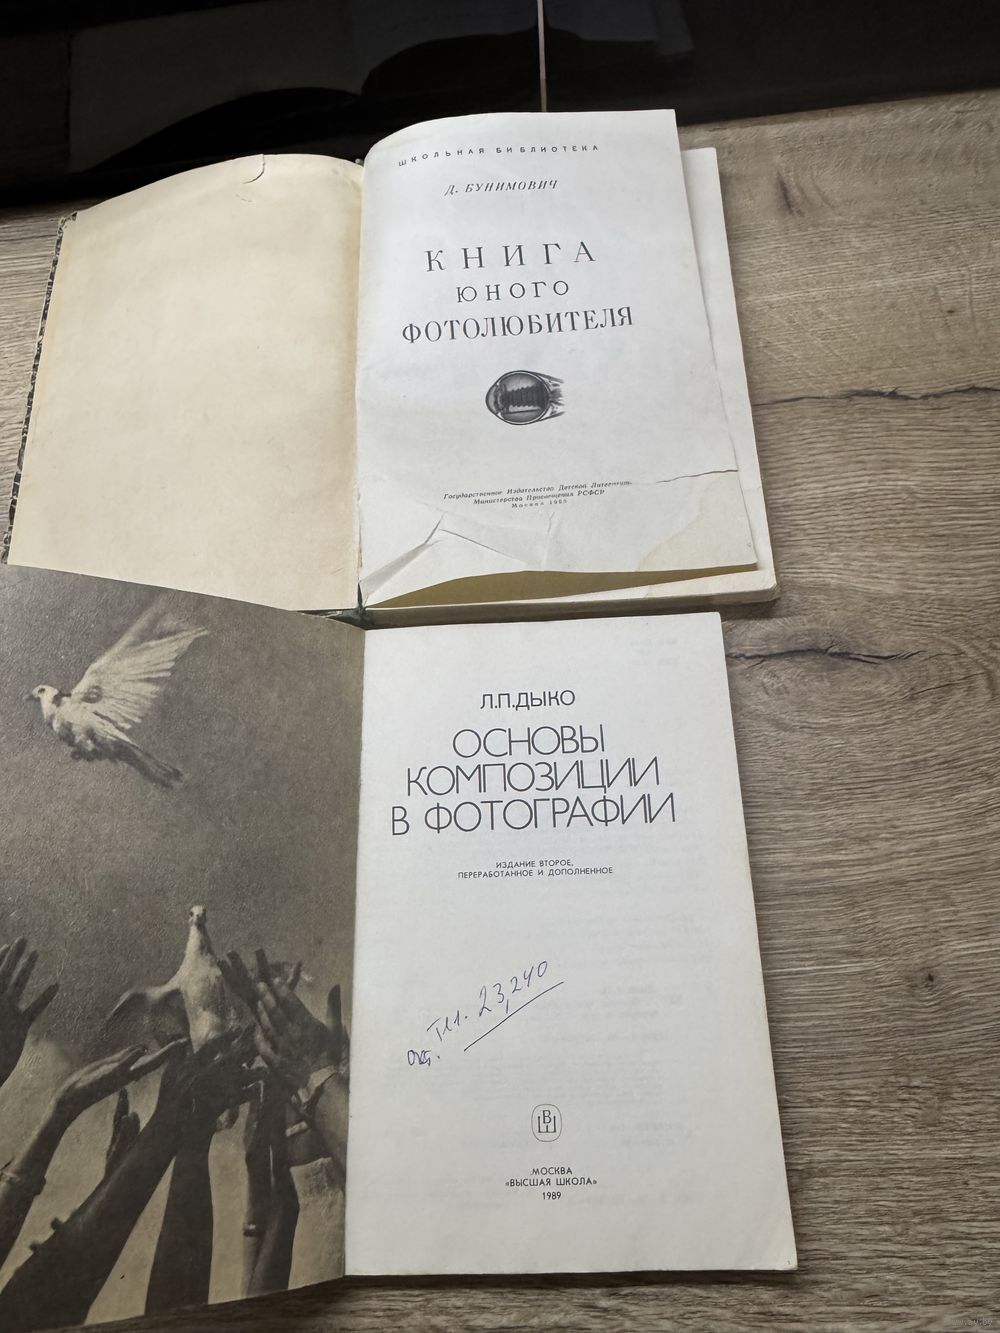 ШКОЛЬНАЯ БИБЛИОТЕКА
Д. БУНИМОВИЧ
КНИГА
ЮНОГО
ФОТОЛЮБИТЕЛЯ
Государственное Издательство Детской
Министерства Просвещения РСФСР
Москва
Л.П.ДЫКО
ОСНОВЫ
КОМПОЗИЦИИ
В ФОТОГРАФИИ
ИЗДАНИЕ ВТОРОЕ,
ПЕРЕРАБОТАННОЕ И ДОПОЛНЕННОЕ
23,240
МОСКВА
«ВЫСШАЯ ШКОЛА»
1989